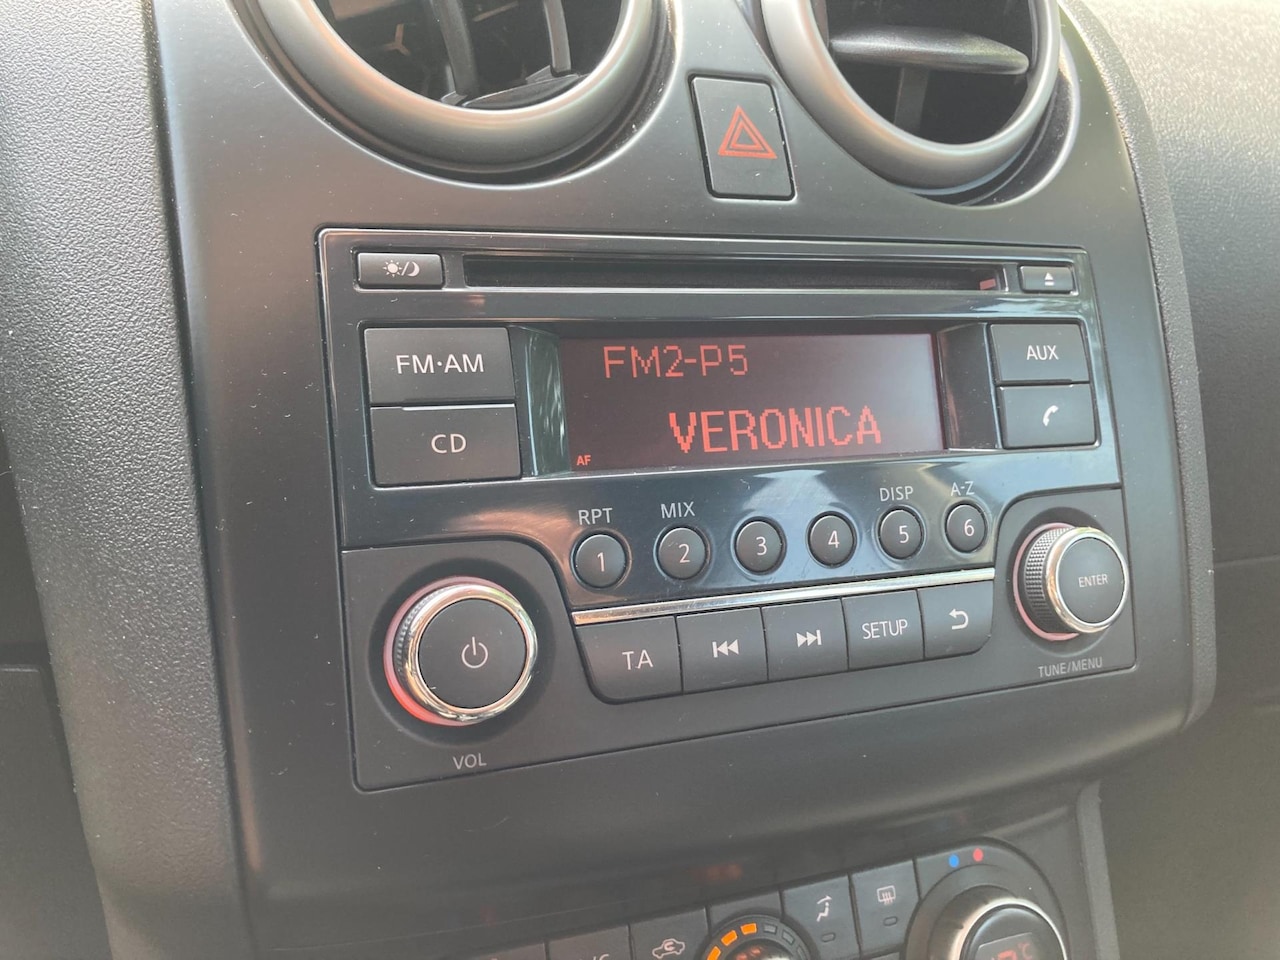 FM2-P5
VERONICA
AF
FM·AM
CD
AUX
RPT
MIX
DISP
A-Z
1
2
3
4
5
6
ENTER
TA
SETUP
TUNE/MENU
VOL